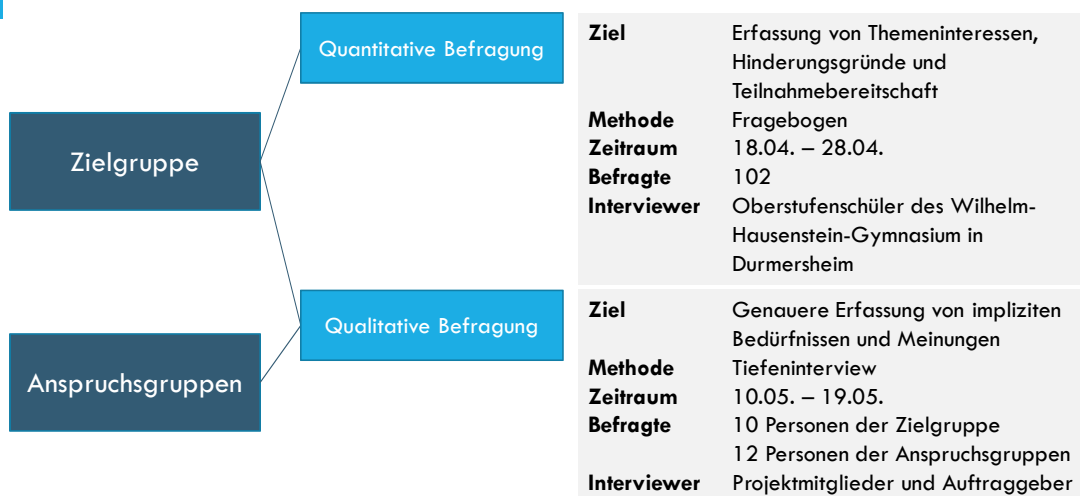 Zielgruppe
Anspruchsgruppen
Quantitative Befragung
Qualitative Befragung
Ziel Erfassung von Themeninteressen,
Hinderungsgründe und
Teilnahmebereitschaft
Methode Fragebogen
Zeitraum 18.04. – 28.04.
Befragte 102
Interviewer Oberstufenschüler des Wilhelm-
Hausenstein-Gymnasium in
Durmersheim
Ziel Genauere Erfassung von impliziten
Bedürfnissen und Meinungen
Methode Tiefeninterview
Zeitraum 10.05. – 19.05.
Befragte 10 Personen der Zielgruppe
12 Personen der Anspruchsgruppen
Interviewer Projektmitglieder und Auftraggeber